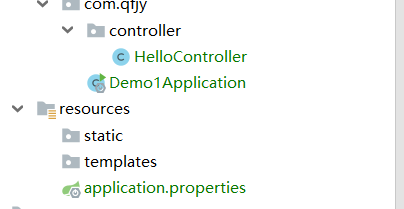 com.qfjy
controller
HelloController
Demo1Application
resources
static
templates
application.properties